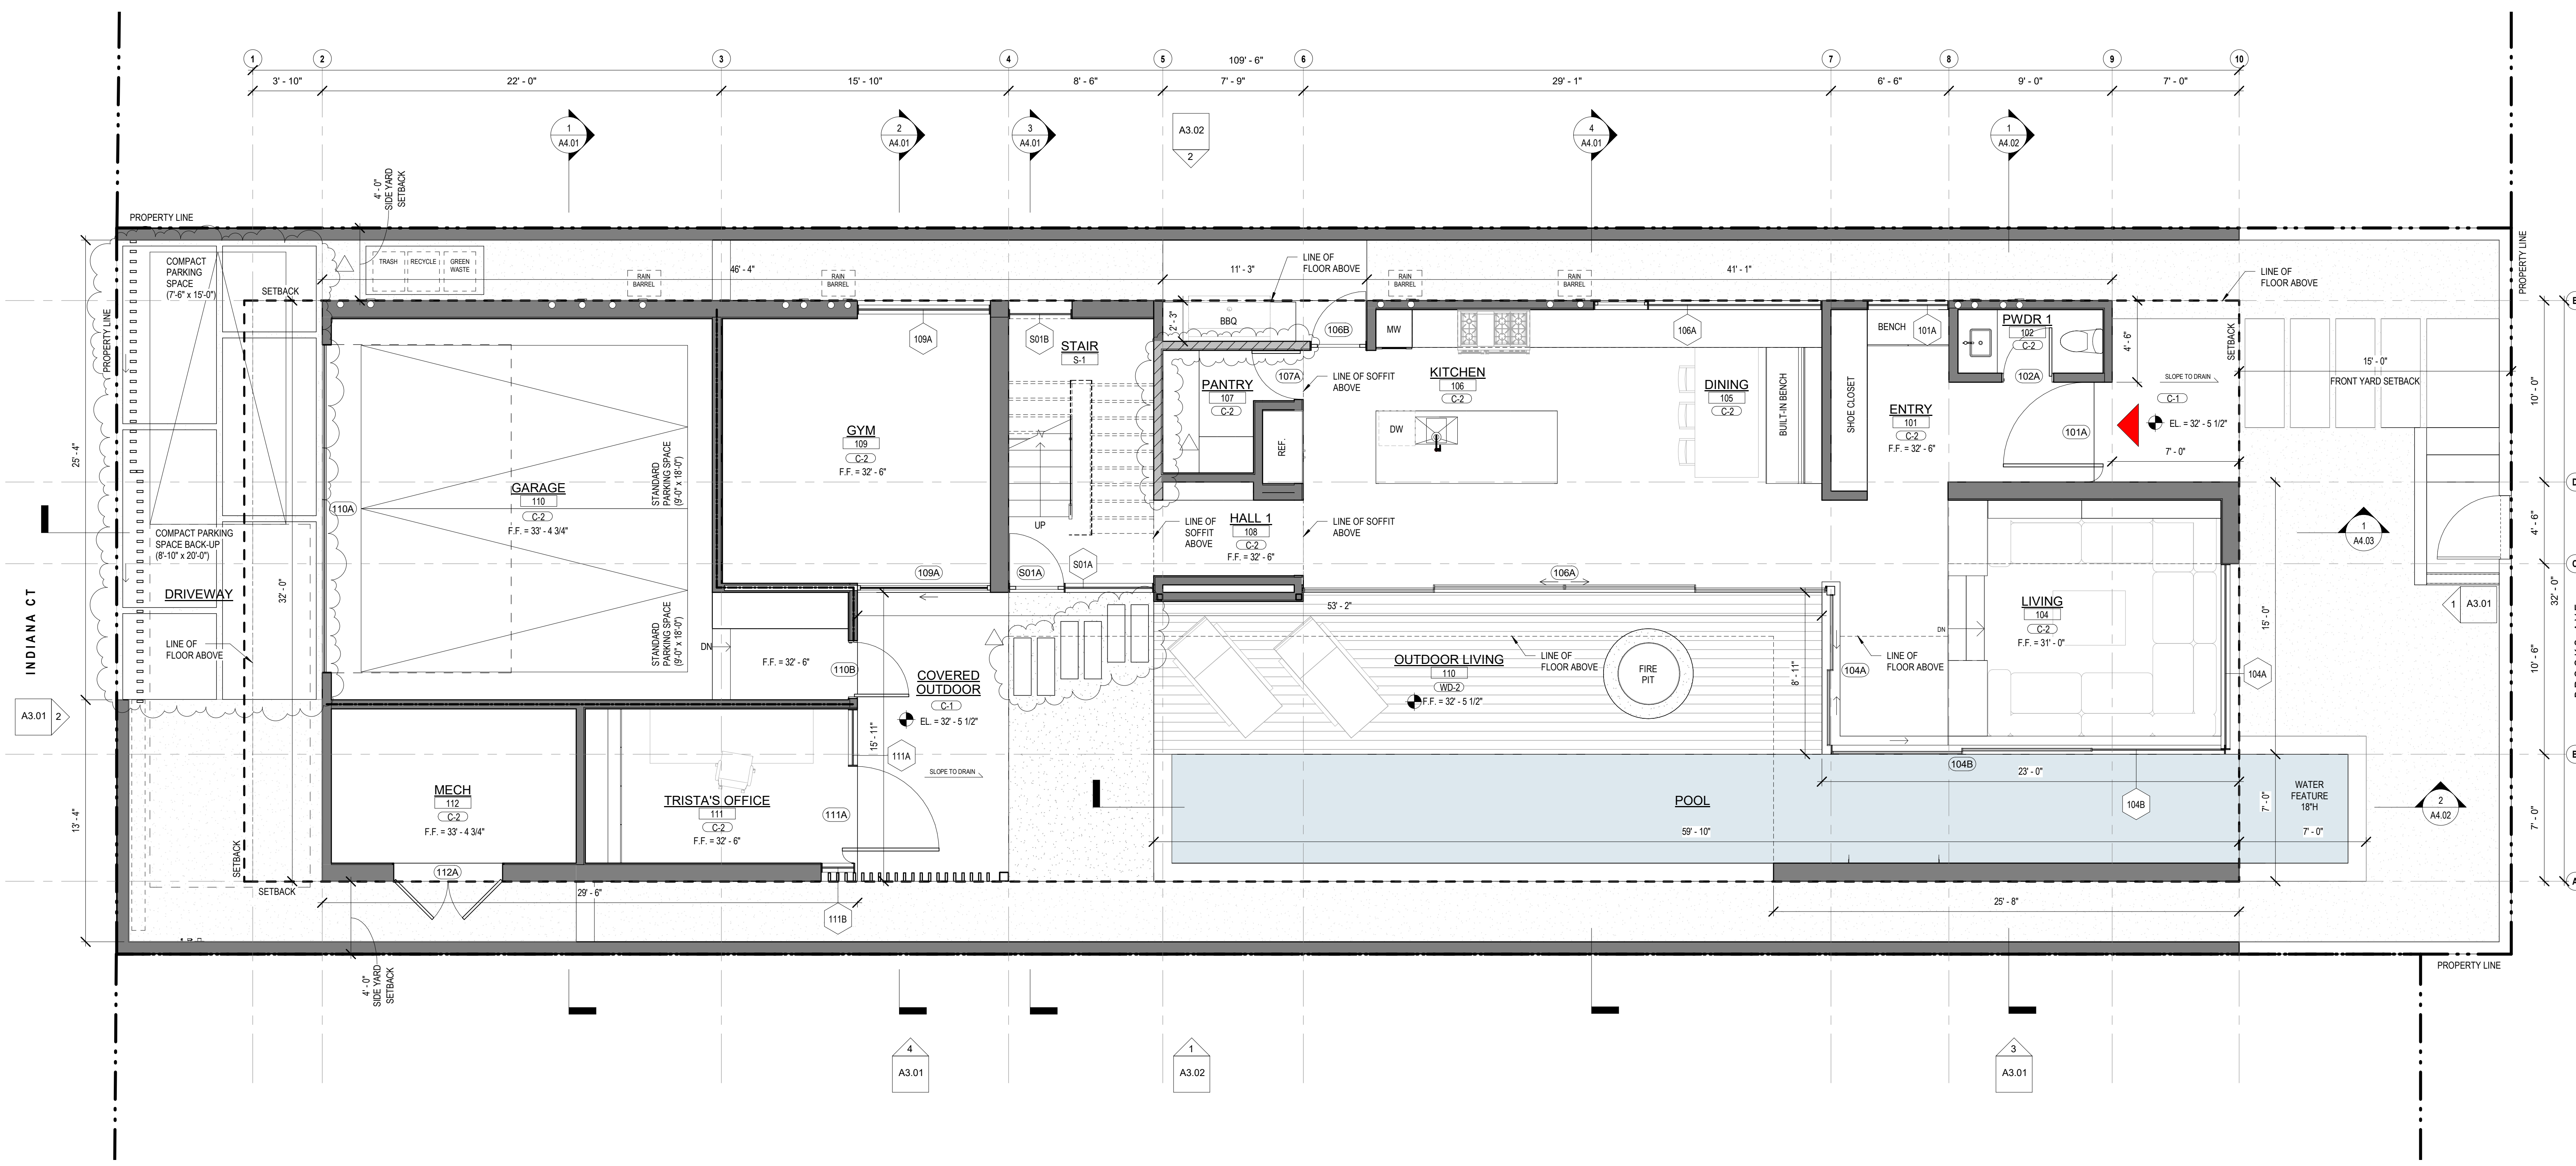 1
2
3
4
5
6
7
8
9
10
109' - 6"
3' - 10"
22' - 0"
15' - 10"
8' - 6"
7' - 9"
29' - 1"
6' - 6"
9' - 0"
7' - 0"
1
A4.01
2
A4.01
3
A4.01
A3.02
2
4
A4.01
1
A4.02
4' - 0"
SIDE YARD
SETBACK
PROPERTY LINE
PROPERTY LINE
PROPERTY LINE
COMPACT
PARKING
SPACE
(7'-6" x 15'-0")
SETBACK
TRASH
RECYCLE
GREEN
WASTE
46' - 4"
RAIN
BARREL
RAIN
BARREL
11' - 3"
LINE OF
FLOOR ABOVE
RAIN
BARREL
RAIN
BARREL
41' - 1"
LINE OF
FLOOR ABOVE
109A
S01B
STAIR
S-1
2' - 3"
BBQ
106B
MW
106A
BENCH
101A
PWDR 1
102
C-2
102A
4' - 6"
SETBACK
15' - 0"
FRONT YARD SETBACK
SLOPE TO DRAIN
C-1
EL. = 32' - 5 1/2"
7' - 0"
10' - 0"
PANTRY
107
C-2
107A
LINE OF SOFFIT
ABOVE
KITCHEN
106
C-2
DW
REF.
DINING
105
C-2
BUILT-IN BENCH
SHOE CLOSET
ENTRY
101
C-2
F.F. = 32' - 6"
101A
25' - 4"
GYM
109
C-2
F.F. = 32' - 6"
STANDARD
PARKING SPACE
(9'-0" x 18'-0")
GARAGE
110
C-2
F.F. = 33' - 4 3/4"
110A
UP
HALL 1
108
C-2
F.F. = 32' - 6"
LINE OF
SOFFIT
ABOVE
LINE OF SOFFIT
ABOVE
COMPACT PARKING
SPACE BACK-UP
(8'-10" x 20'-0")
DRIVEWAY
32' - 0"
INDIANA CT
109A
S01A
S01A
106A
53' - 2"
1
A4.03
4' - 6"
1
A3.01
32' - 0"
LIVING
104
C-2
F.F. = 31' - 0"
DN
15' - 0"
10' - 6"
LINE OF
FLOOR ABOVE
STANDARD
PARKING SPACE
(9'-0" x 18'-0")
DN
F.F. = 32' - 6"
110B
COVERED
OUTDOOR
C-1
EL. = 32' - 5 1/2"
OUTDOOR LIVING
110
WD-2
F.F. = 32' - 5 1/2"
LINE OF
FLOOR ABOVE
FIRE
PIT
8' - 11"
104A
LINE OF
FLOOR ABOVE
104A
A3.01
2
15' - 11"
111A
SLOPE TO DRAIN
104B
23' - 0"
104B
MECH
112
C-2
F.F. = 33' - 4 3/4"
TRISTA'S OFFICE
111
C-2
F.F. = 32' - 6"
111A
POOL
59' - 10"
WATER
FEATURE
18"H
7' - 0"
7' - 0"
7' - 0"
2
A4.02
13' - 4"
SETBACK
SETBACK
112A
29' - 6"
111B
25' - 8"
4' - 0"
SIDE YARD
SETBACK
PROPERTY LINE
4
A3.01
1
A3.02
3
A3.01